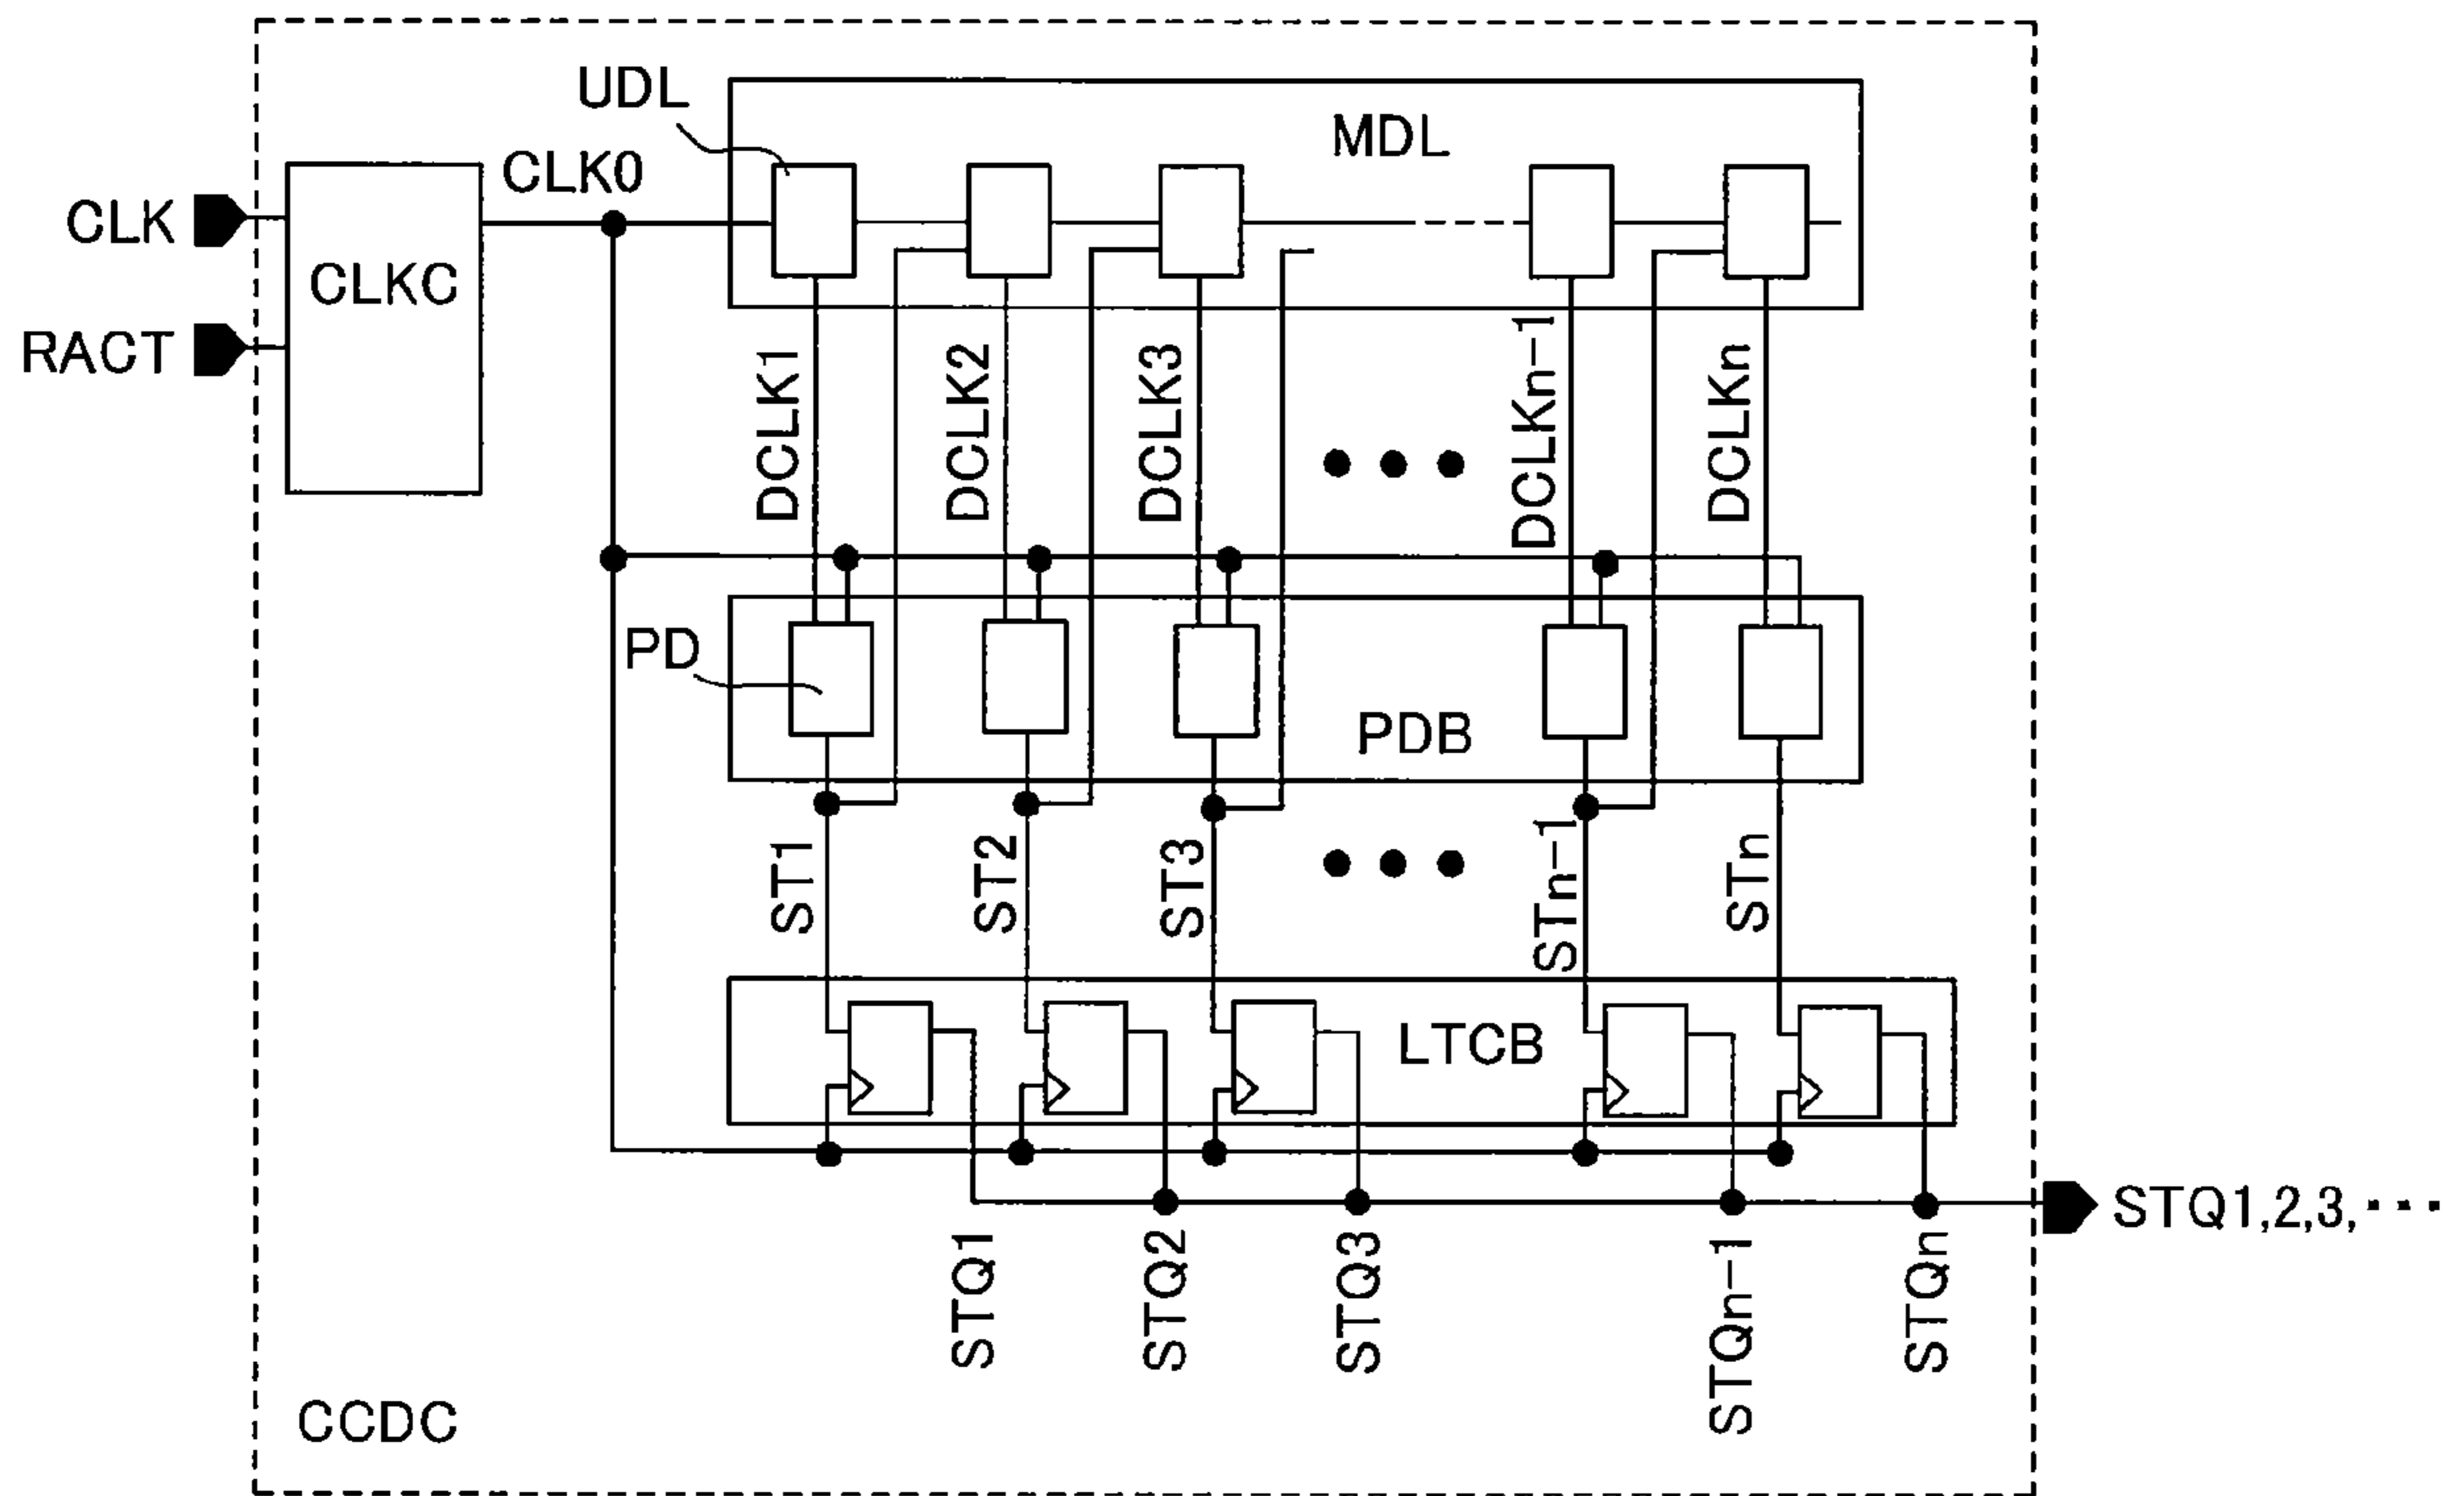 UDL
MDL
CLK0
CLK
CLKC
RACT
DCLK1
DCLK2
DCLK3
DCLKn-1
DCLKn
PD
PDB
ST1
ST2
ST3
STn-1
STn
LTCB
STQ1,2,3,···
STQ1
STQ2
STQ3
STQn-1
STQn
CCDC